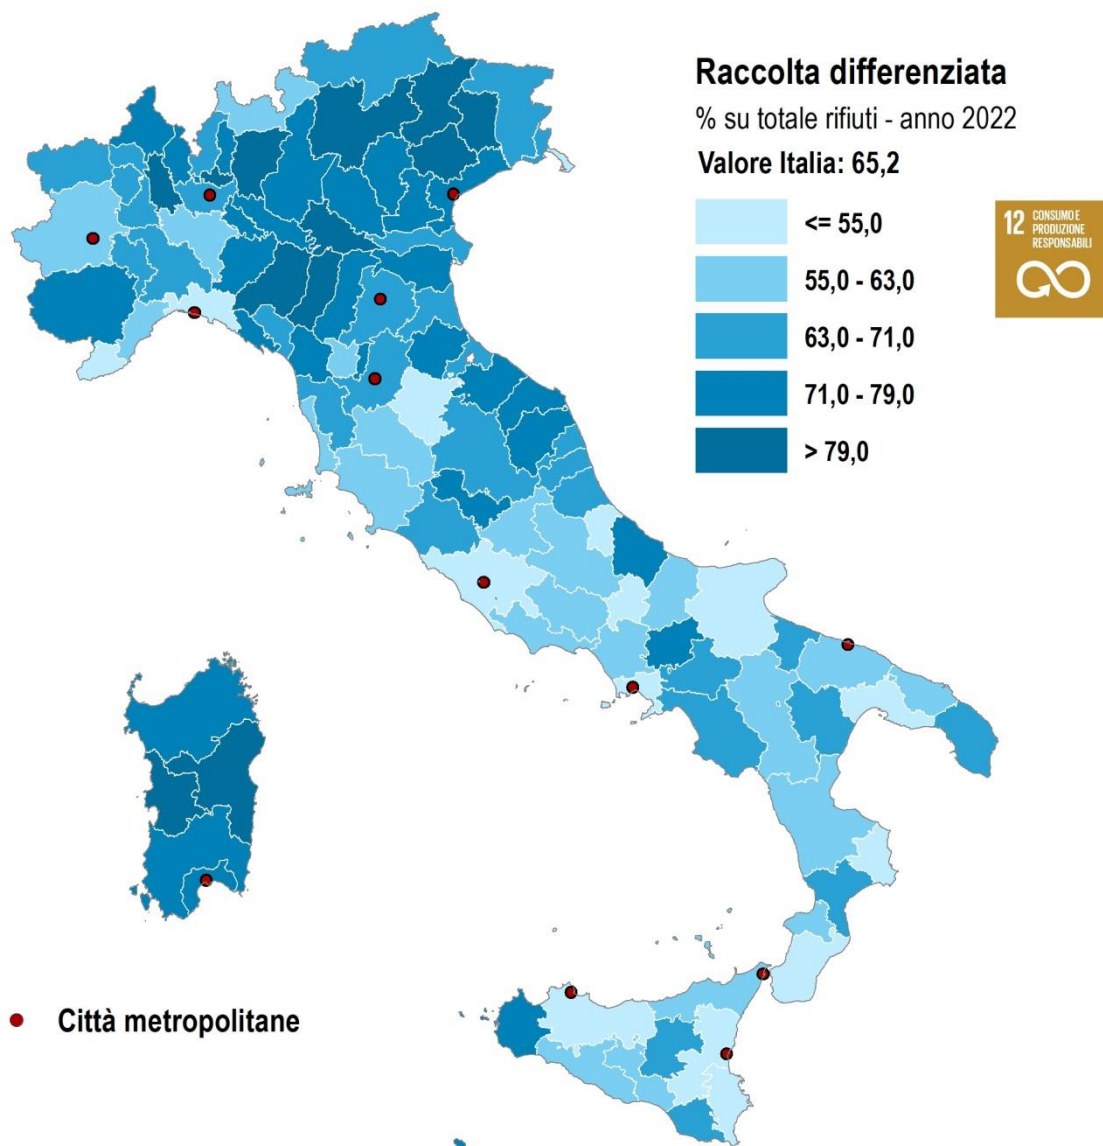 Raccolta differenziata
% su totale rifiuti - anno 2022
Valore Italia: 65,2
<= 55,0
55,0 - 63,0
63,0 - 71,0
71,0 - 79,0
> 79,0
12 CONSUMO E
PRODUZIONE
RESPONSABILI
Città metropolitane